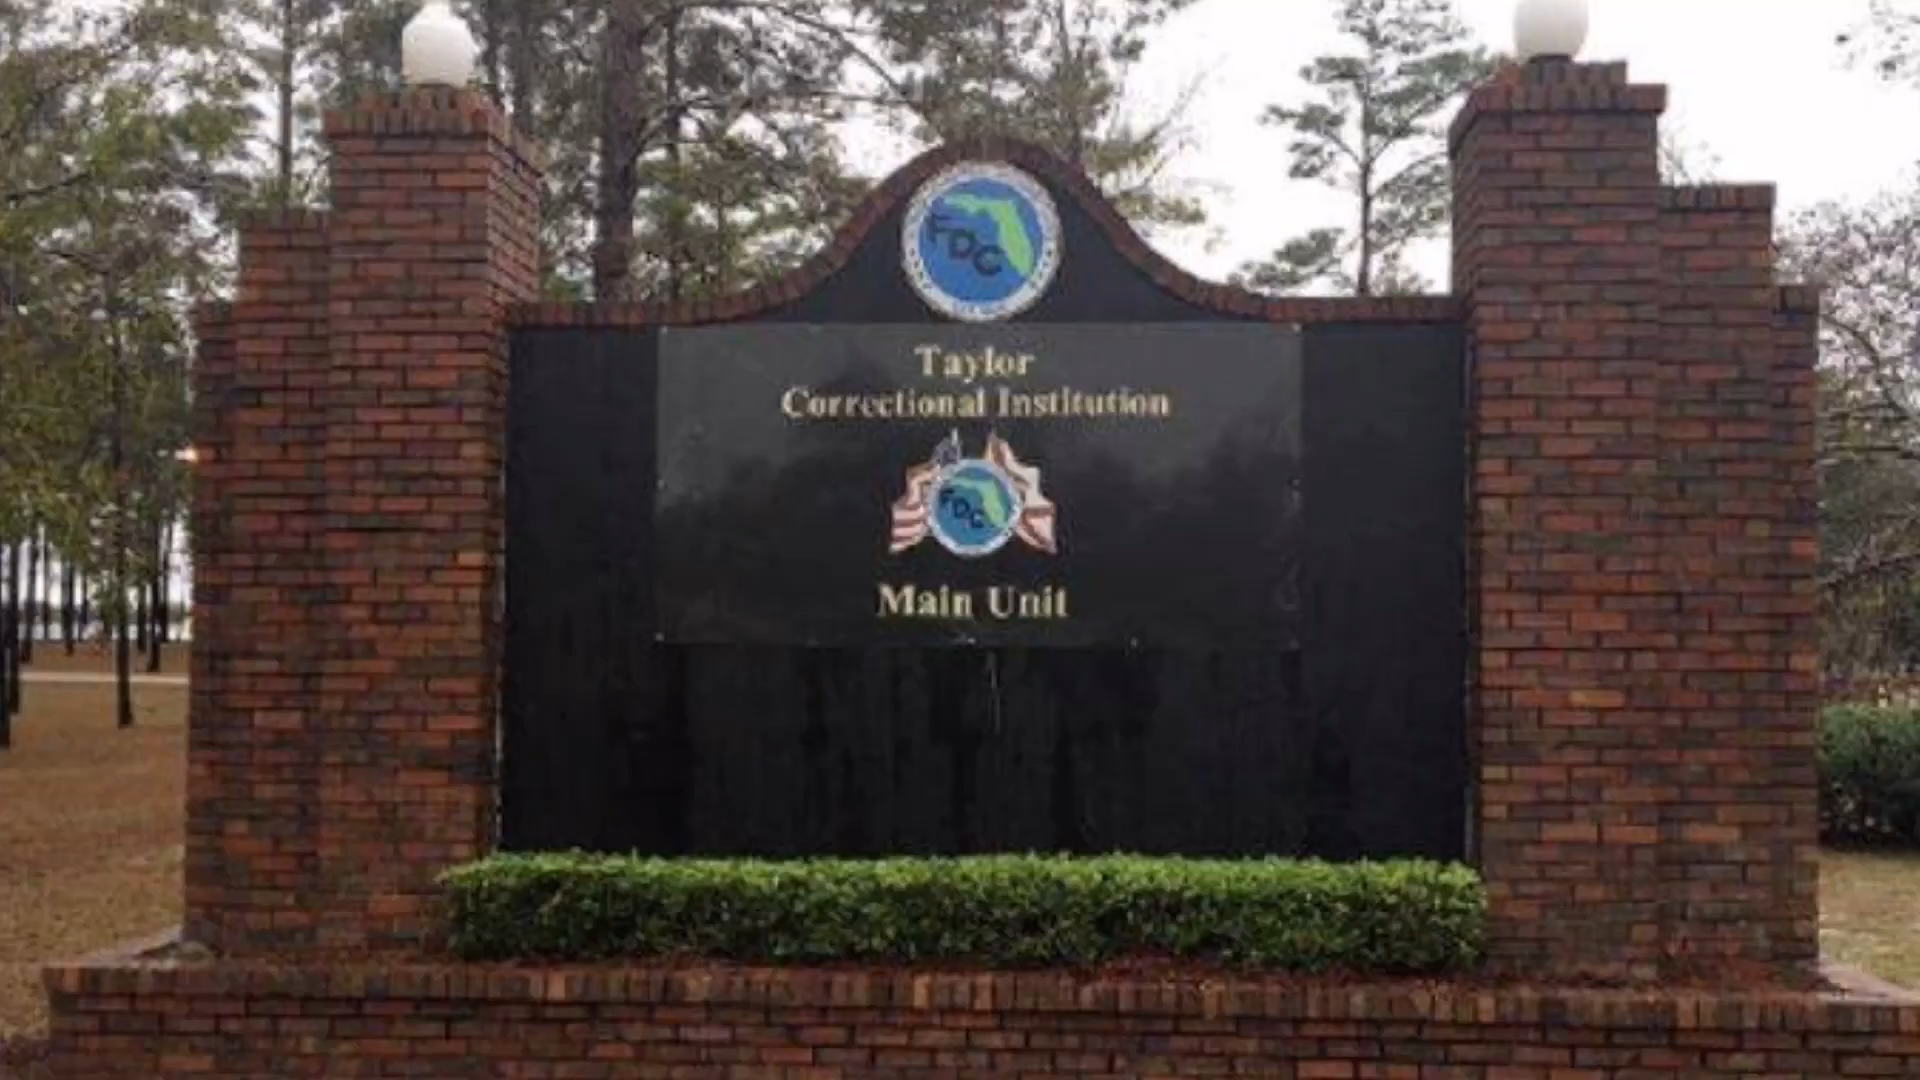 FDC
Taylor
Correctional Institution
FDC
Main Unit